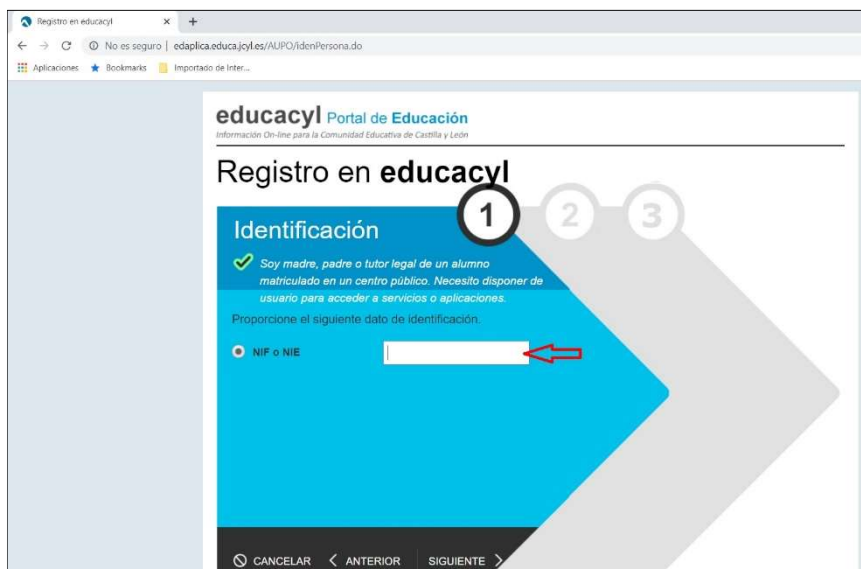 Registro en educacyl
No es seguro | edaplica.educa.jcyl.es/AUPO/idenPersona.do
Aplicaciones Bookmarks Importado de Inter...
educacyl Portal de Educación
Información On-line para la Comunidad Educativa de Castilla y León
Registro en educacyl
1 2 3
Identificación
Soy madre, padre o tutor legal de un alumno
matriculado en un centro público. Necesito disponer de
usuario para acceder a servicios o aplicaciones.
Proporcione el siguiente dato de identificación.
NIF o NIE
CANCELAR ANTERIOR SIGUIENTE